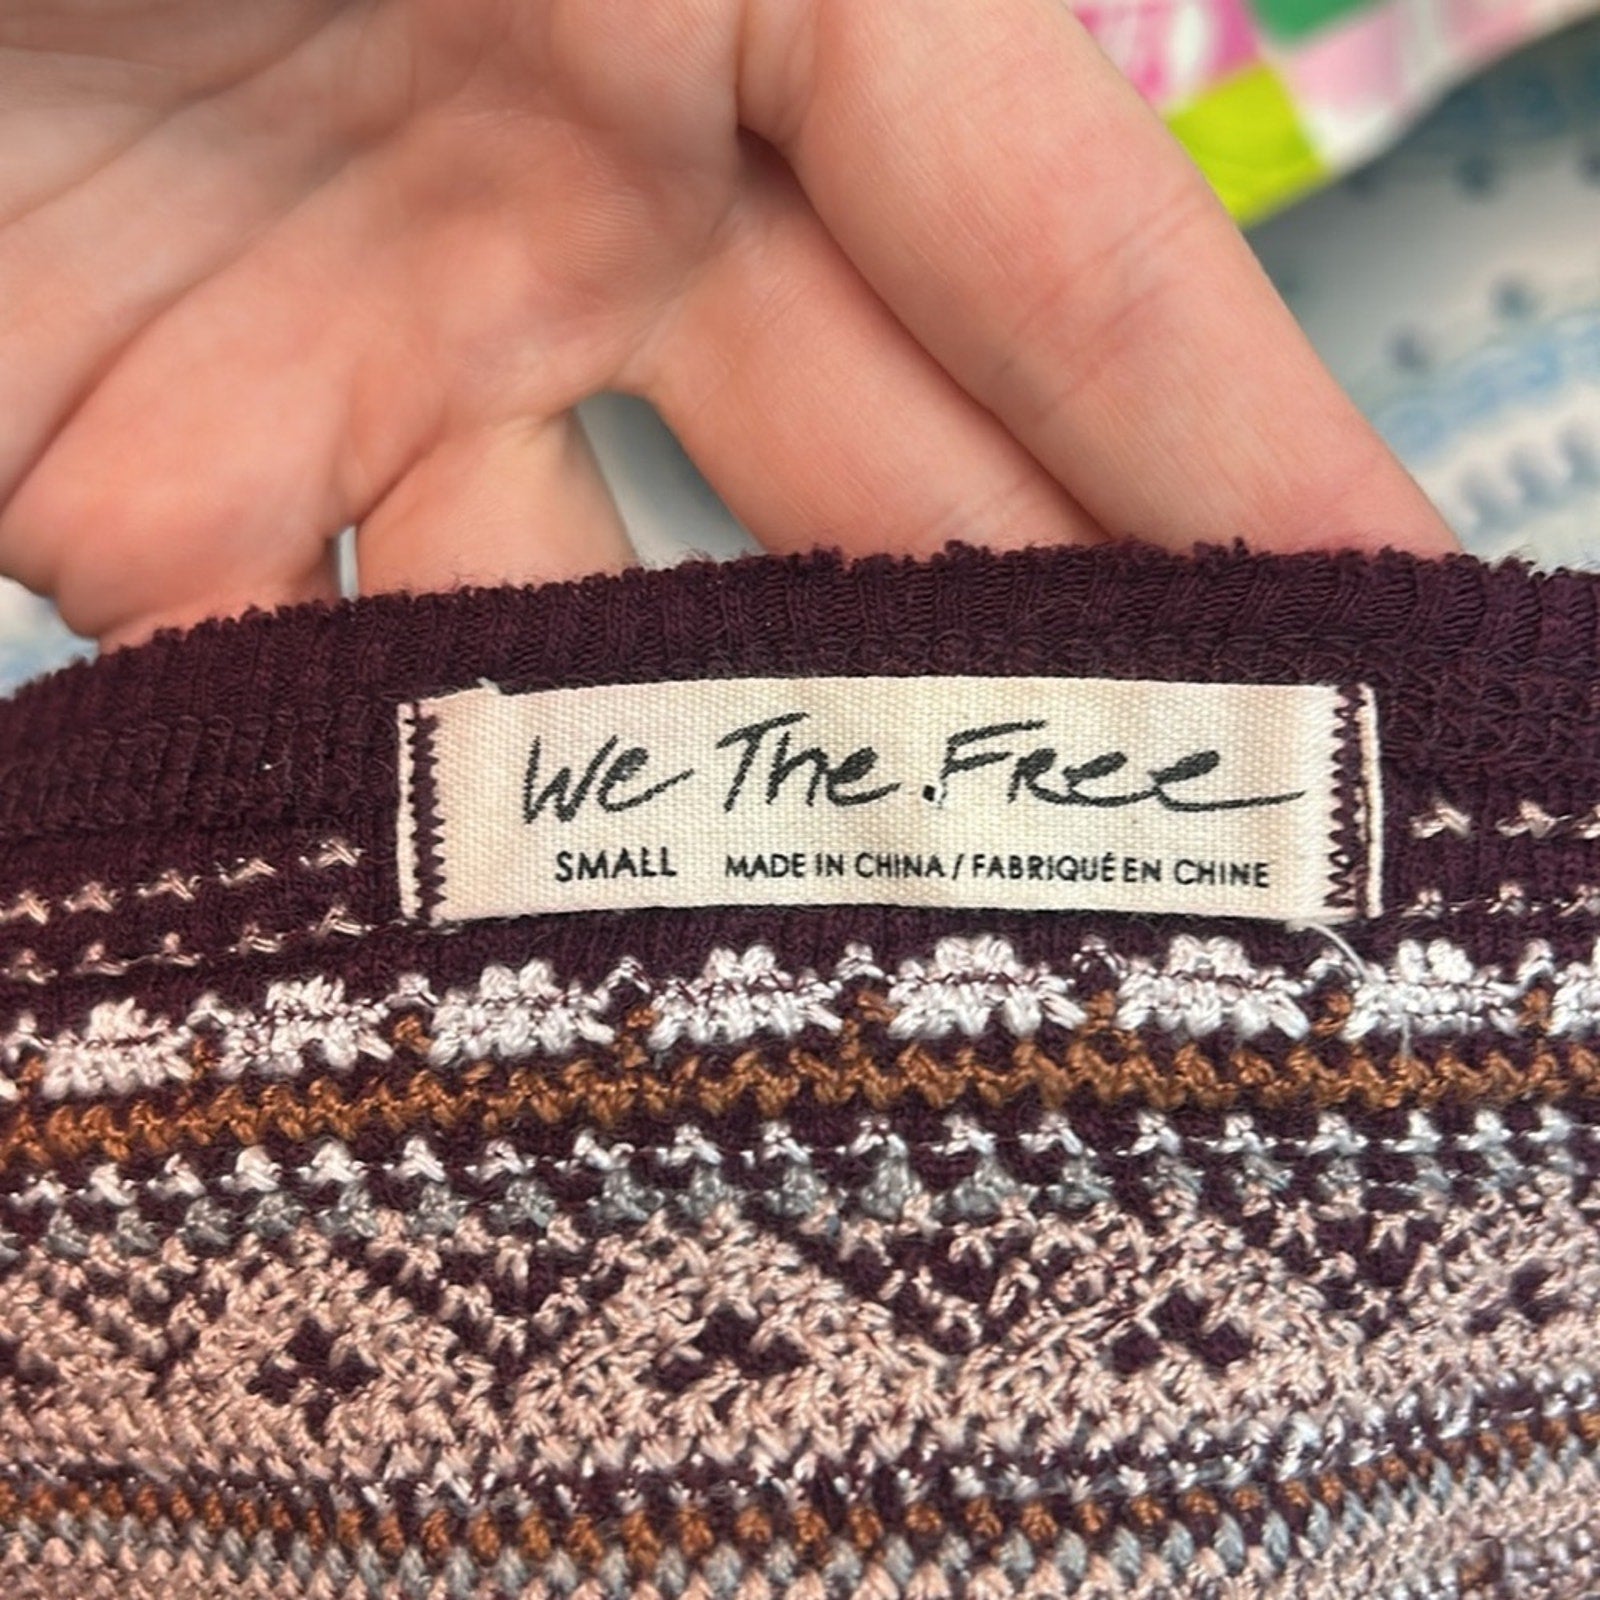 We The Free
SMALL MADE IN CHINA / FABRIQUÉ EN CHINE